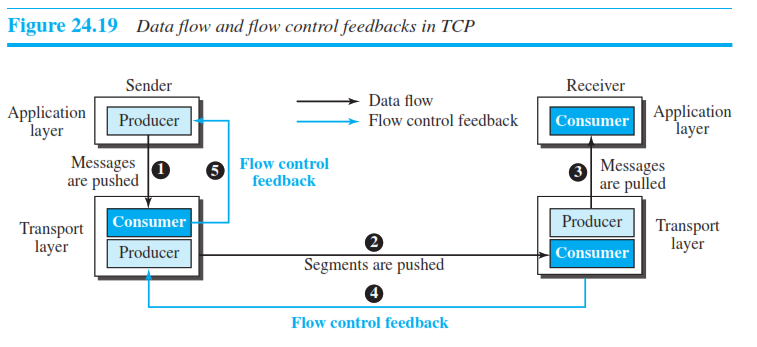 Figure 24.19 Data flow and flow control feedbacks in TCP
Sender
Receiver
Data flow
Flow control feedback
Application
layer
Producer
Consumer
Application
layer
Messages
are pushed
1
5
Flow control
feedback
3
Messages
are pulled
Transport
layer
Consumer
Producer
2
Segments are pushed
Producer
Consumer
Transport
layer
4
Flow control feedback